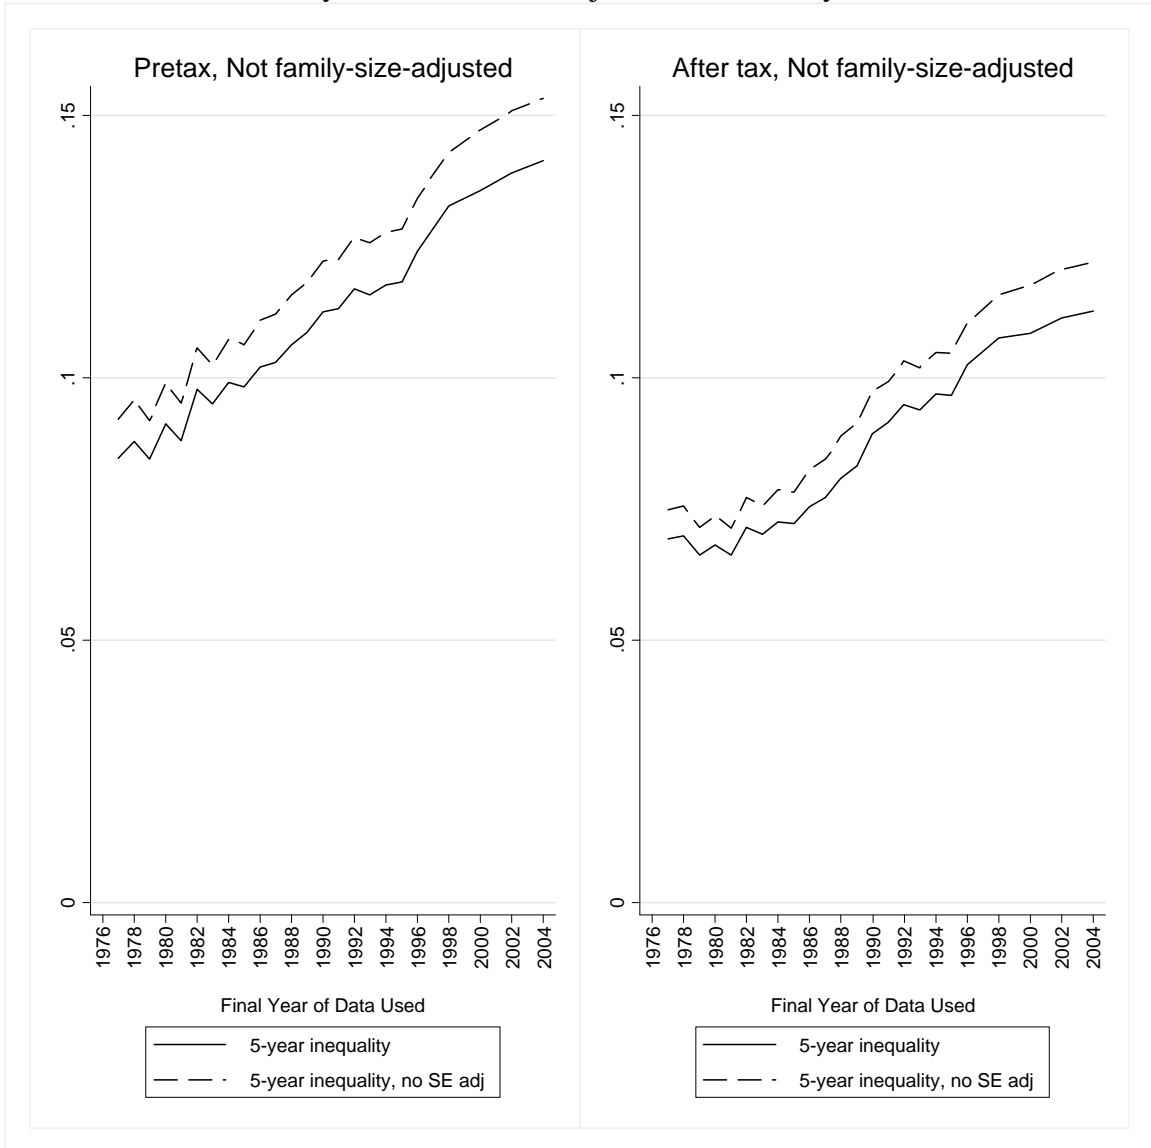 Pretax, Not family-size-adjusted
.15
.1
.05
0
1976 1978 1980 1982 1984 1986 1988 1990 1992 1994 1996 1998 2000 2002 2004
Final Year of Data Used
5-year inequality
5-year inequality, no SE adj
After tax, Not family-size-adjusted
.15
.1
.05
0
1976 1978 1980 1982 1984 1986 1988 1990 1992 1994 1996 1998 2000 2002 2004
Final Year of Data Used
5-year inequality
5-year inequality, no SE adj